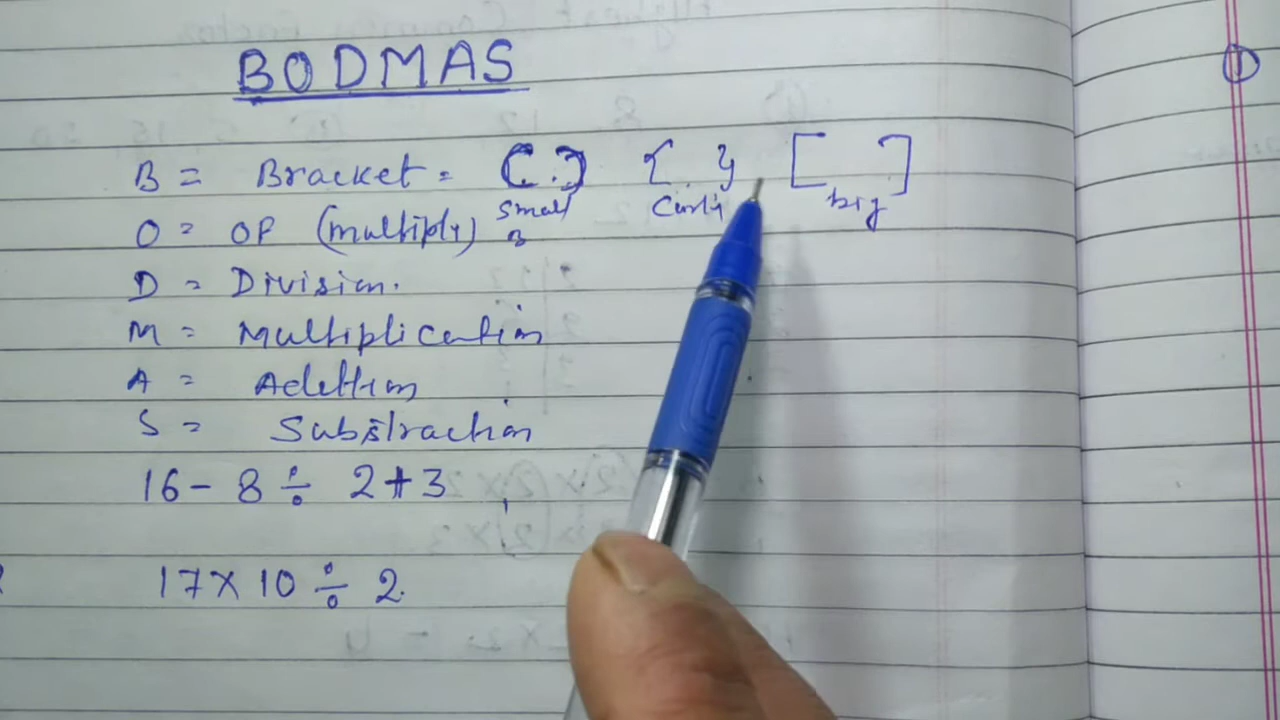 BODMAS
B = Bracket = (.) { } [ ]
small curly big
O = OF (multiply)
D = Division.
M = Multiplication
A = Addition
S = Substraction
16 - 8 ÷ 2 + 3
17 × 10 ÷ 2